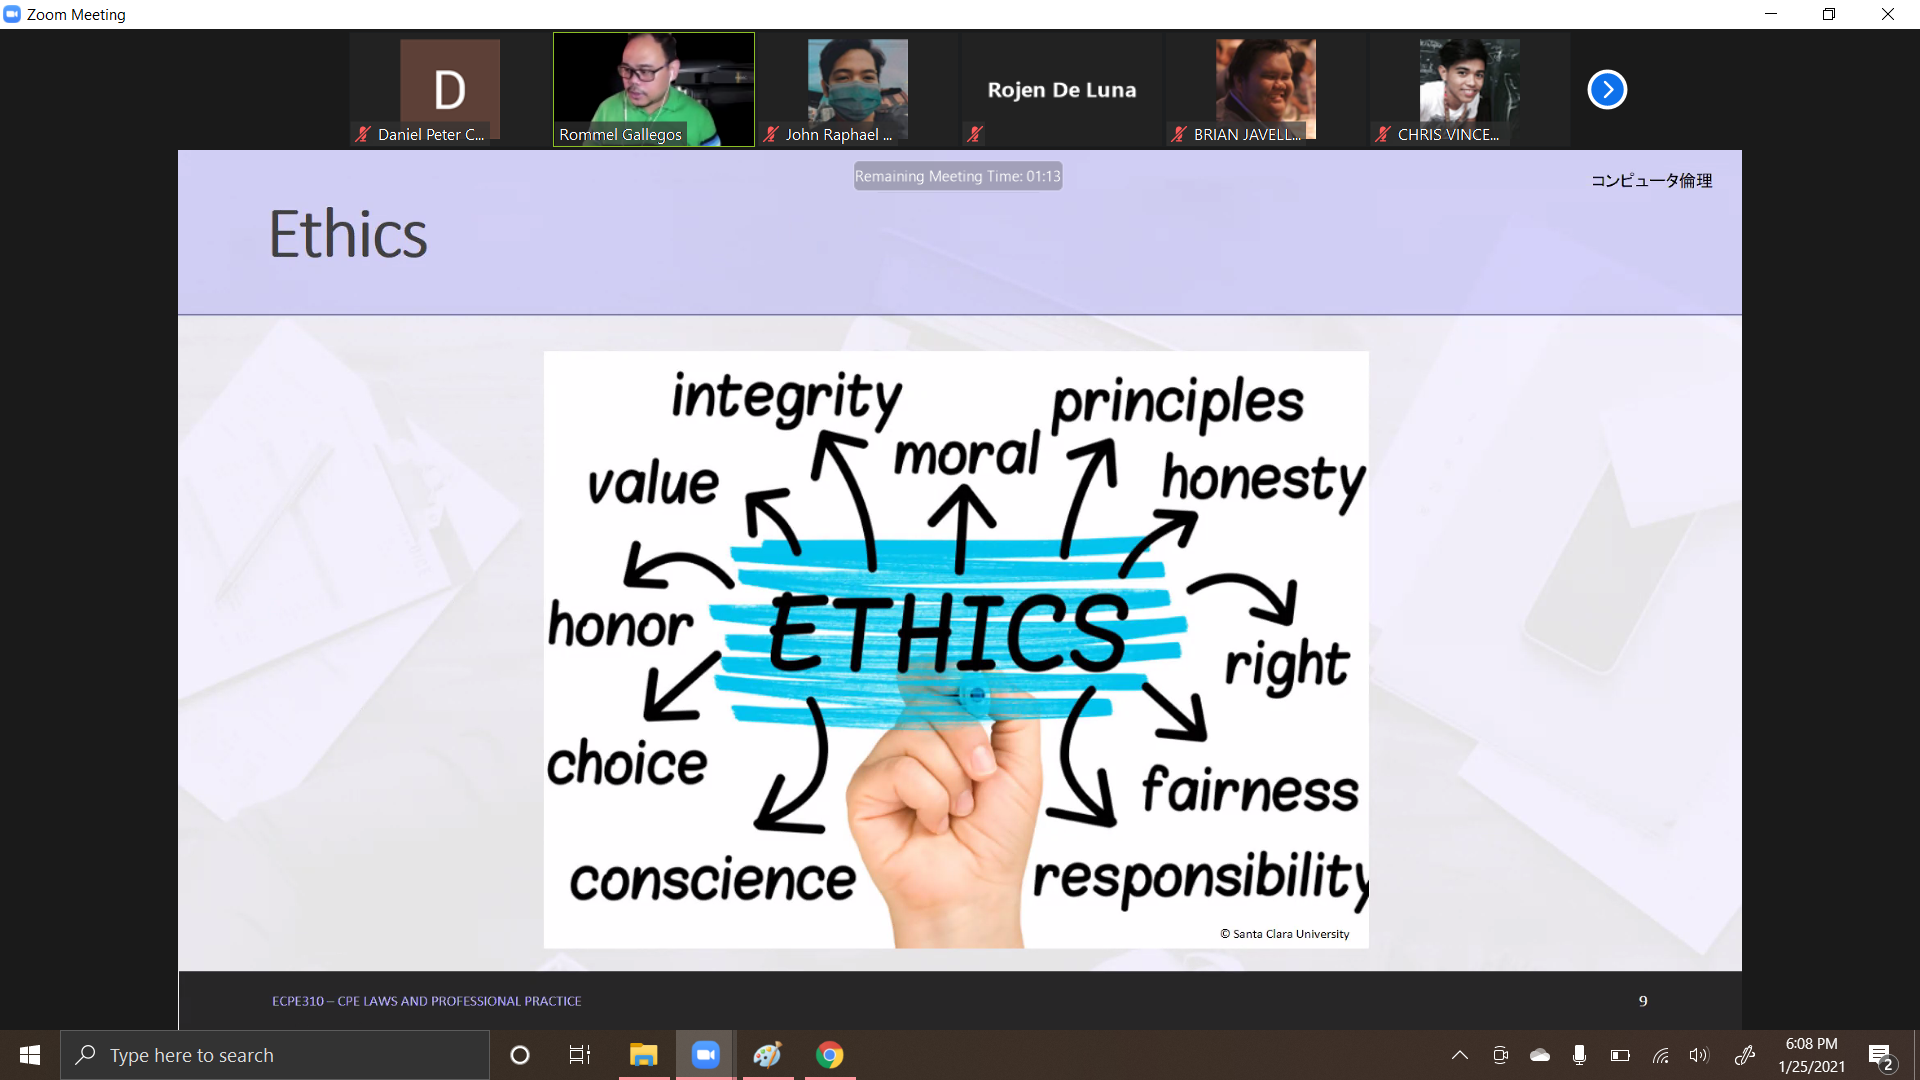 Zoom Meeting
D
Daniel Peter C...
Rommel Gallegos
John Raphael ...
Rojen De Luna
BRIAN JAVELL...
CHRIS VINCE...
Remaining Meeting Time: 01:13
コンピュータ倫理
Ethics
integrity
principles
moral
value
honesty
ETHICS
honor
right
choice
fairness
conscience
responsibility
© Santa Clara University
ECPE310 – CPE LAWS AND PROFESSIONAL PRACTICE
9
Type here to search
6:08 PM
1/25/2021
2